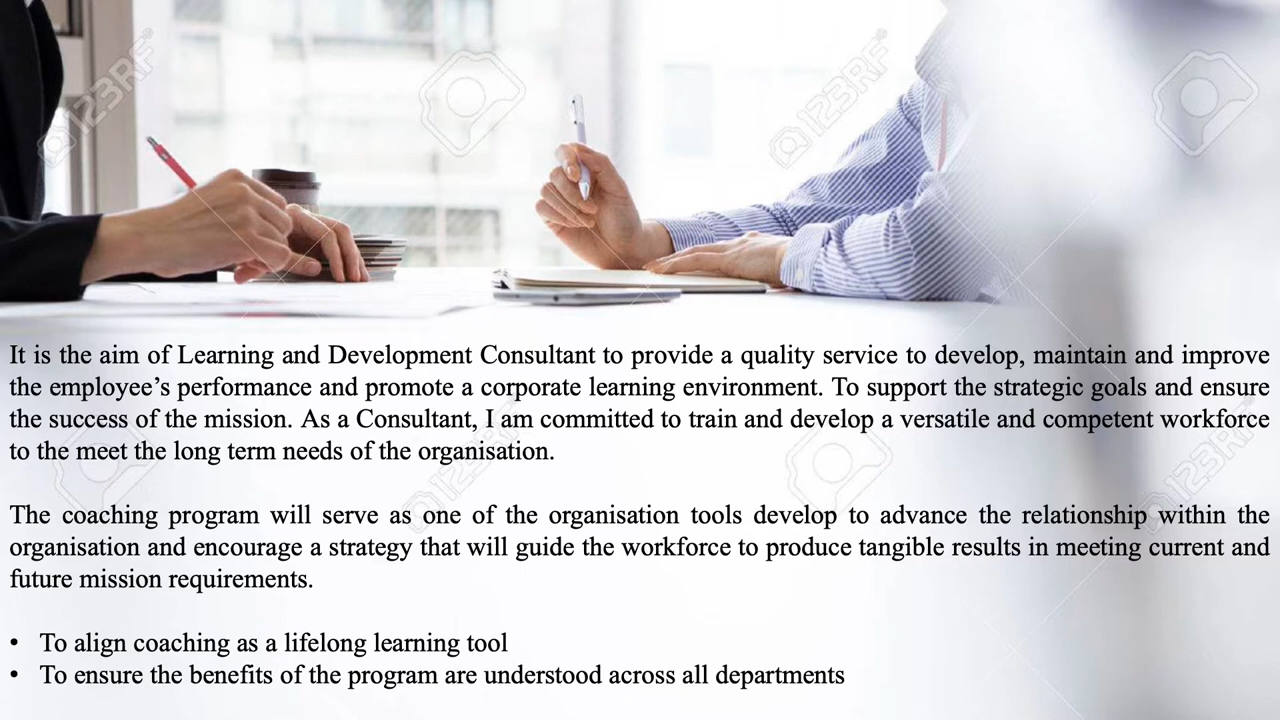 It is the aim of Learning and Development Consultant to provide a quality service to develop, maintain and improve
the employee’s performance and promote a corporate learning environment. To support the strategic goals and ensure
the success of the mission. As a Consultant, I am committed to train and develop a versatile and competent workforce
to the meet the long term needs of the organisation.
The coaching program will serve as one of the organisation tools develop to advance the relationship within the
organisation and encourage a strategy that will guide the workforce to produce tangible results in meeting current and
future mission requirements.
• To align coaching as a lifelong learning tool
• To ensure the benefits of the program are understood across all departments
123RF
123RF
123RF
123RF